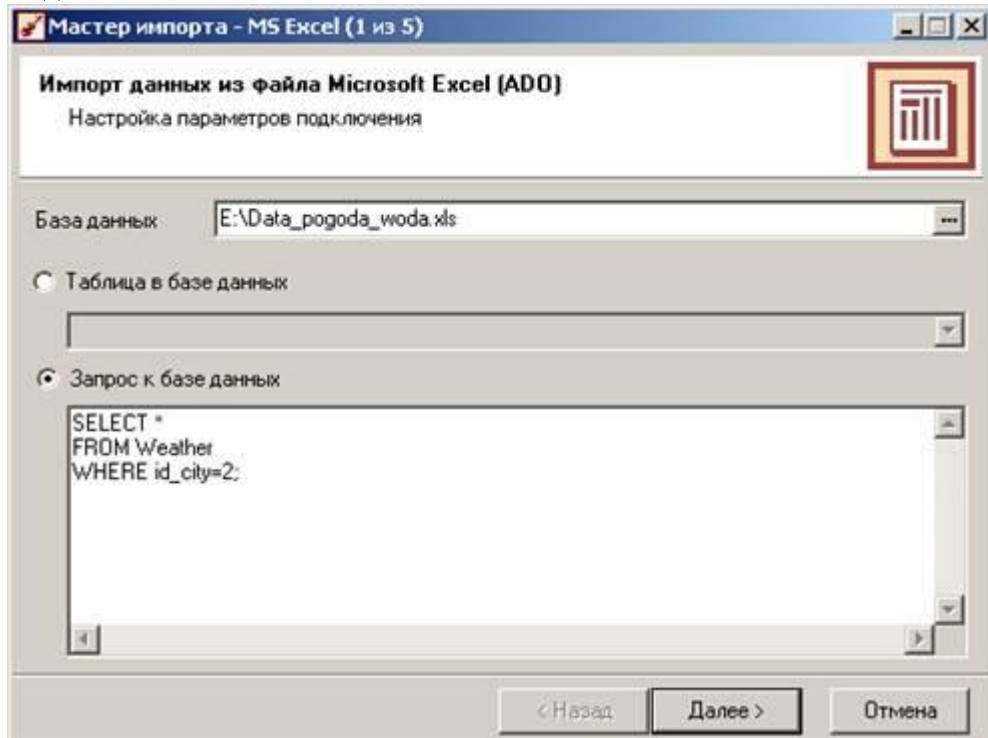 Мастер импорта - MS Excel (1 из 5)
Импорт данных из файла Microsoft Excel (ADO)
Настройка параметров подключения
База данных E:\Data_pogoda_woda.xls ...
Таблица в базе данных
Запрос к базе данных
SELECT *
FROM Weather
WHERE id_city=2;
< Назад Далее > Отмена